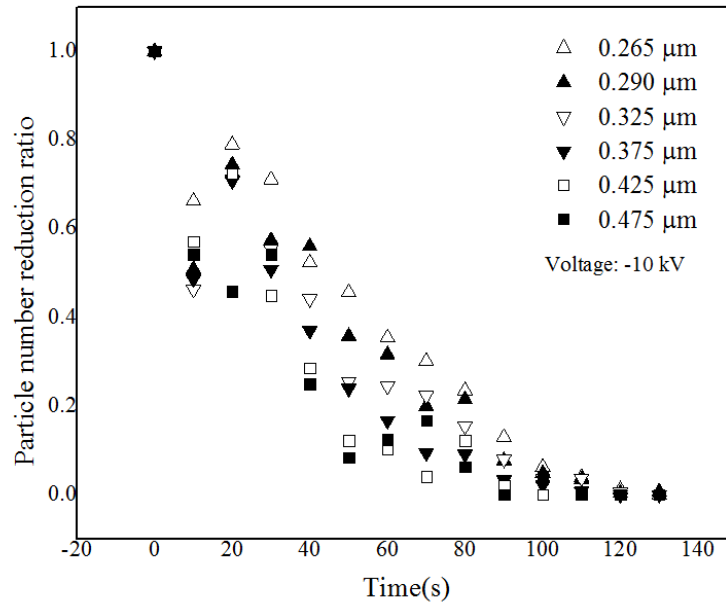 1.0
0.8
0.6
0.4
0.2
0.0
-20 0 20 40 60 80 100 120 140
Particle number reduction ratio
Time(s)
0.265 μm
0.290 μm
0.325 μm
0.375 μm
0.425 μm
0.475 μm
Voltage: -10 kV